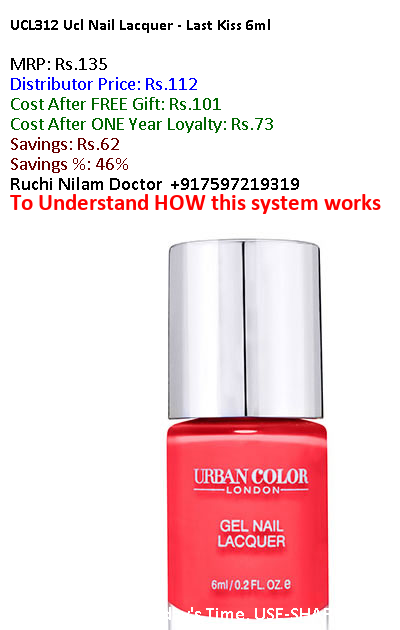 UCL312 Ucl Nail Lacquer - Last Kiss 6ml
MRP: Rs.135
Distributor Price: Rs.112
Cost After FREE Gift: Rs.101
Cost After ONE Year Loyalty: Rs.73
Savings: Rs.62
Savings %: 46%
Ruchi Nilam Doctor +917597219319
To Understand HOW this system works
URBAN COLOR
LONDON
GEL NAIL
LACQUER
6ml/0.2 FL. OZ. e
Time. USE-